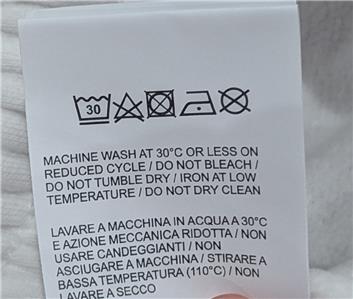 30
MACHINE WASH AT 30°C OR LESS ON
REDUCED CYCLE / DO NOT BLEACH /
DO NOT TUMBLE DRY / IRON AT LOW
TEMPERATURE / DO NOT DRY CLEAN
LAVARE A MACCHINA IN ACQUA A 30°C
E AZIONE MECCANICA RIDOTTA / NON
USARE CANDEGGIANTI / NON
ASCIUGARE A MACCHINA / STIRARE A
BASSA TEMPERATURA (110°C) / NON
LAVARE A SECCO